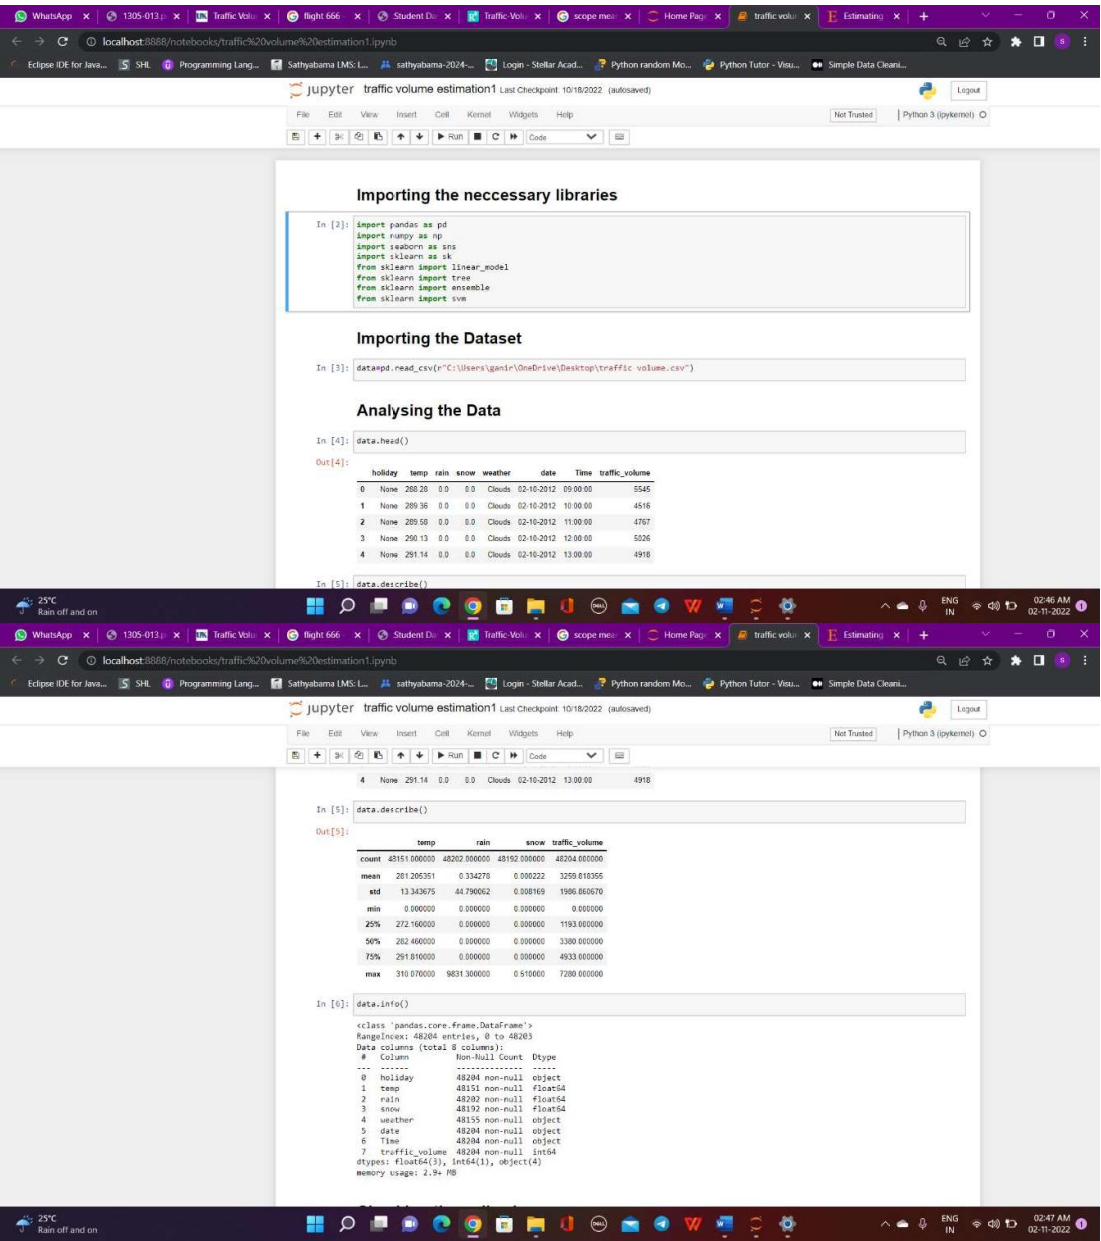 WhatsApp 1305-013.p Traffic Volu flight 666 Student Da Traffic-Volu scope mea Home Page traffic volu Estimating
localhost:8888/notebooks/traffic%20volume%20estimation1.ipynb
Eclipse IDE for Java... SHL Programming Lang... Sathyabama LMS: L... sathyabama-2024-... Login - Stellar Acad... Python random Mo... Python Tutor - Visu... Simple Data Cleani...
jupyter traffic volume estimation1 Last Checkpoint: 10/18/2022 (autosaved) Logout
File Edit View Insert Cell Kernel Widgets Help Not Trusted Python 3 (ipykernel)
Run Code
Importing the neccessary libraries
In [2]: import pandas as pd
import numpy as np
import seaborn as sns
import sklearn as sk
from sklearn import linear_model
from sklearn import tree
from sklearn import ensemble
from sklearn import svm
Importing the Dataset
In [3]: data=pd.read_csv(r"C:\Users\ganir\OneDrive\Desktop\traffic volume.csv")
Analysing the Data
In [4]: data.head()
Out[4]:
holiday temp rain snow weather date Time traffic_volume
0 None 288.28 0.0 0.0 Clouds 02-10-2012 09:00:00 5545
1 None 289.36 0.0 0.0 Clouds 02-10-2012 10:00:00 4516
2 None 289.58 0.0 0.0 Clouds 02-10-2012 11:00:00 4767
3 None 290.13 0.0 0.0 Clouds 02-10-2012 12:00:00 5026
4 None 291.14 0.0 0.0 Clouds 02-10-2012 13:00:00 4918
In [5]: data.describe()
25°C
Rain off and on
ENG
IN
02:46 AM
02-11-2022
WhatsApp 1305-013.p Traffic Volu flight 666 Student Da Traffic-Volu scope mea Home Page traffic volu Estimating
localhost:8888/notebooks/traffic%20volume%20estimation1.ipynb
Eclipse IDE for Java... SHL Programming Lang... Sathyabama LMS: L... sathyabama-2024-... Login - Stellar Acad... Python random Mo... Python Tutor - Visu... Simple Data Cleani...
jupyter traffic volume estimation1 Last Checkpoint: 10/18/2022 (autosaved) Logout
File Edit View Insert Cell Kernel Widgets Help Not Trusted Python 3 (ipykernel)
Run Code
4 None 291.14 0.0 0.0 Clouds 02-10-2012 13:00:00 4918
In [5]: data.describe()
Out[5]:
temp rain snow traffic_volume
count 48151.000000 48202.000000 48192.000000 48204.000000
mean 281.205351 0.334278 0.000222 3259.818355
std 13.343675 44.790062 0.008169 1986.860670
min 0.000000 0.000000 0.000000 0.000000
25% 272.160000 0.000000 0.000000 1193.000000
50% 282.460000 0.000000 0.000000 3380.000000
75% 291.810000 0.000000 0.000000 4933.000000
max 310.070000 9831.300000 0.510000 7280.000000
In [6]: data.info()
<class 'pandas.core.frame.DataFrame'>
RangeIndex: 48204 entries, 0 to 48203
Data columns (total 8 columns):
# Column Non-Null Count Dtype
--- ------ -------------- -----
0 holiday 48204 non-null object
1 temp 48151 non-null float64
2 rain 48202 non-null float64
3 snow 48192 non-null float64
4 weather 48155 non-null object
5 date 48204 non-null object
6 Time 48204 non-null object
7 traffic_volume 48204 non-null int64
dtypes: float64(3), int64(1), object(4)
memory usage: 2.9+ MB
25°C
Rain off and on
ENG
IN
02:47 AM
02-11-2022